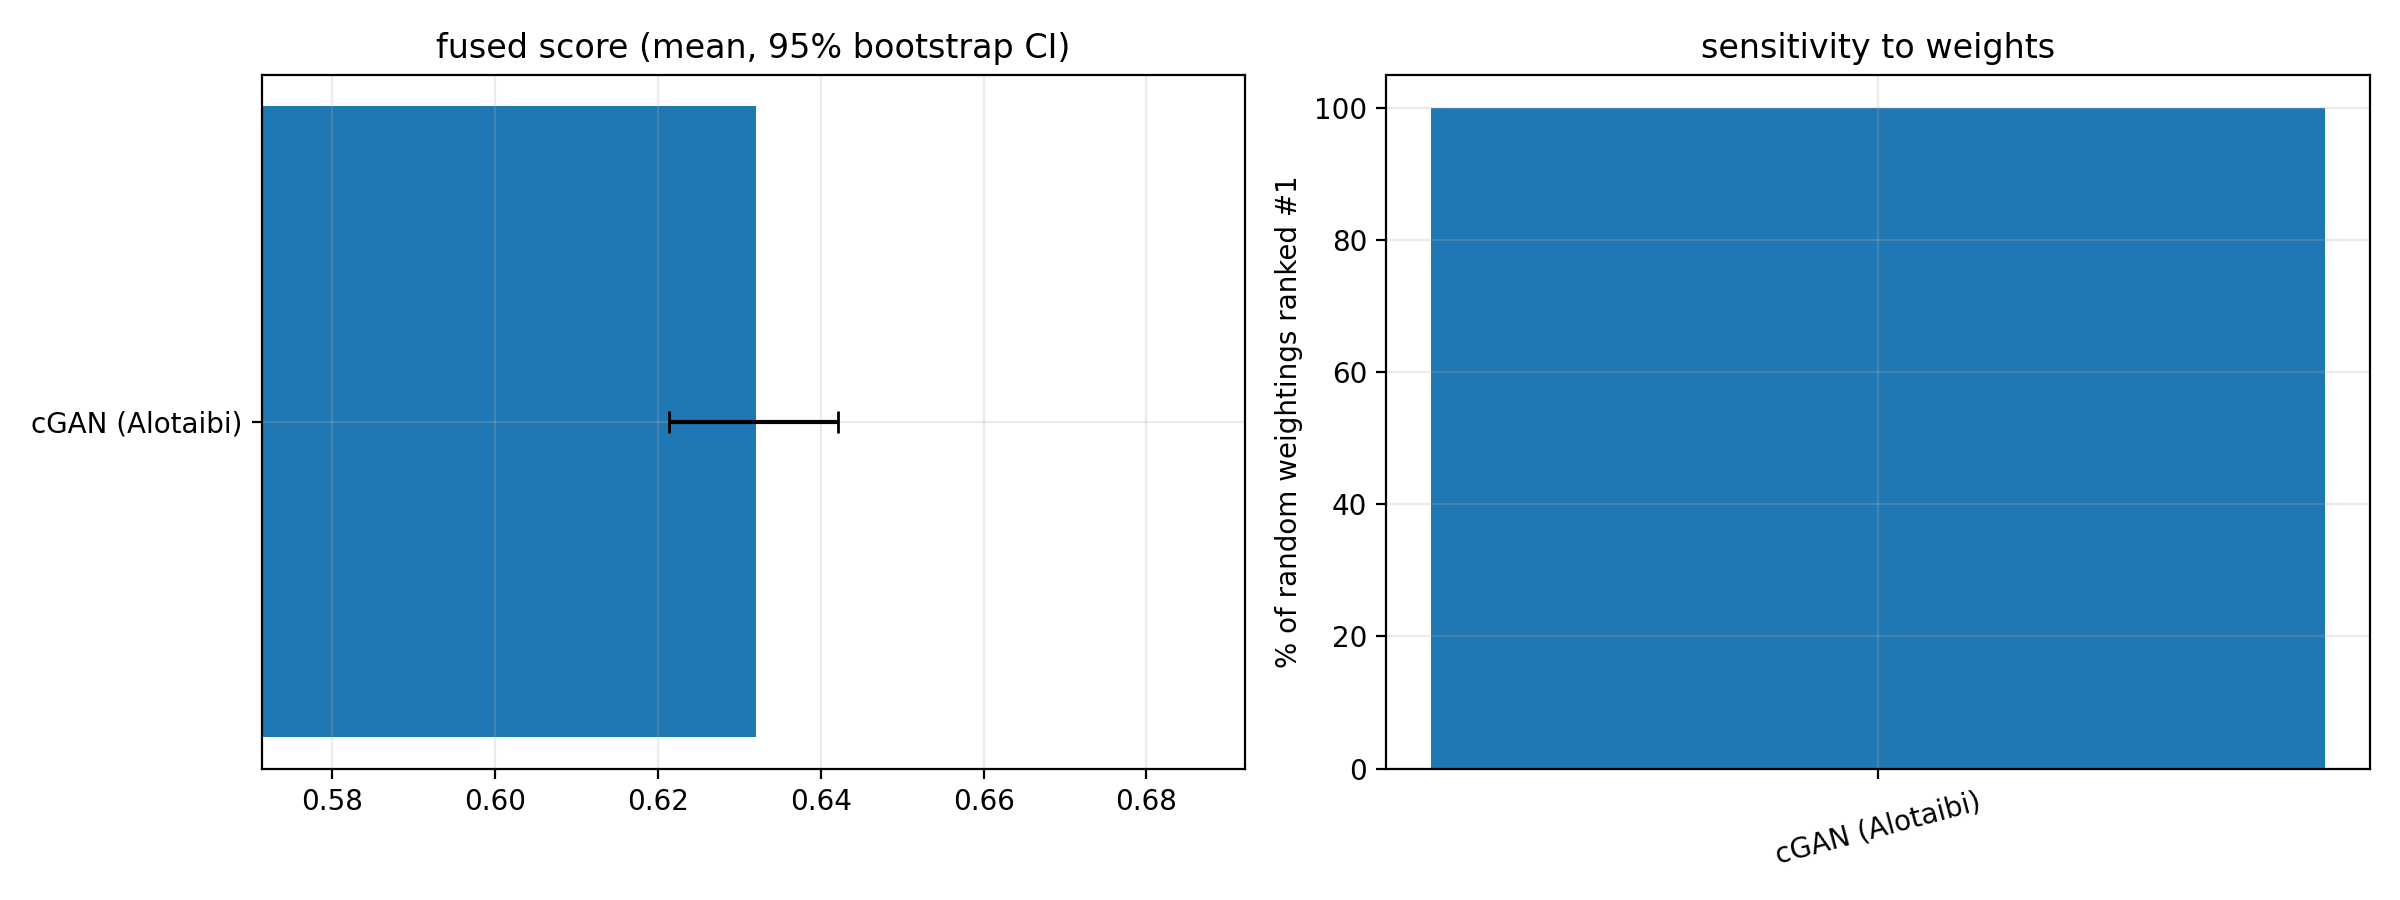 fused score (mean, 95% bootstrap CI)
cGAN (Alotaibi)
0.58 0.60 0.62 0.64 0.66 0.68
sensitivity to weights
% of random weightings ranked #1
100
80
60
40
20
0
cGAN (Alotaibi)